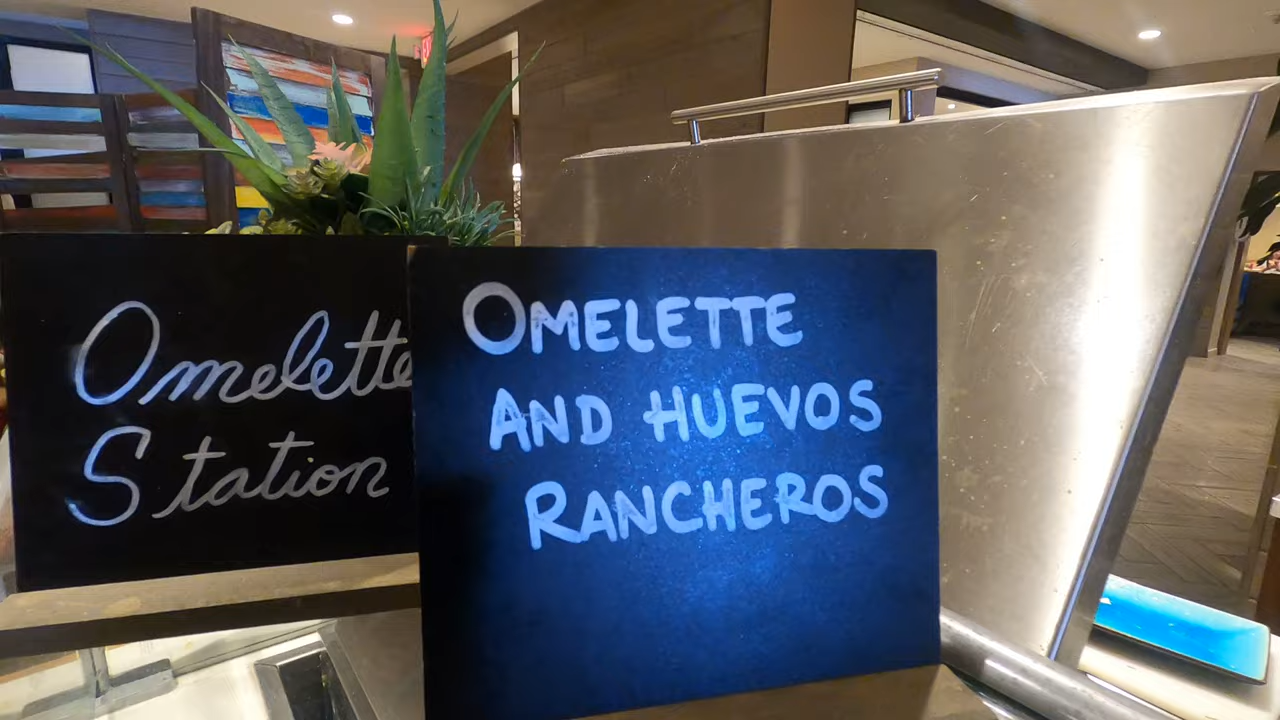 Omelette
Station
OMELETTE
AND HUEVOS
RANCHEROS